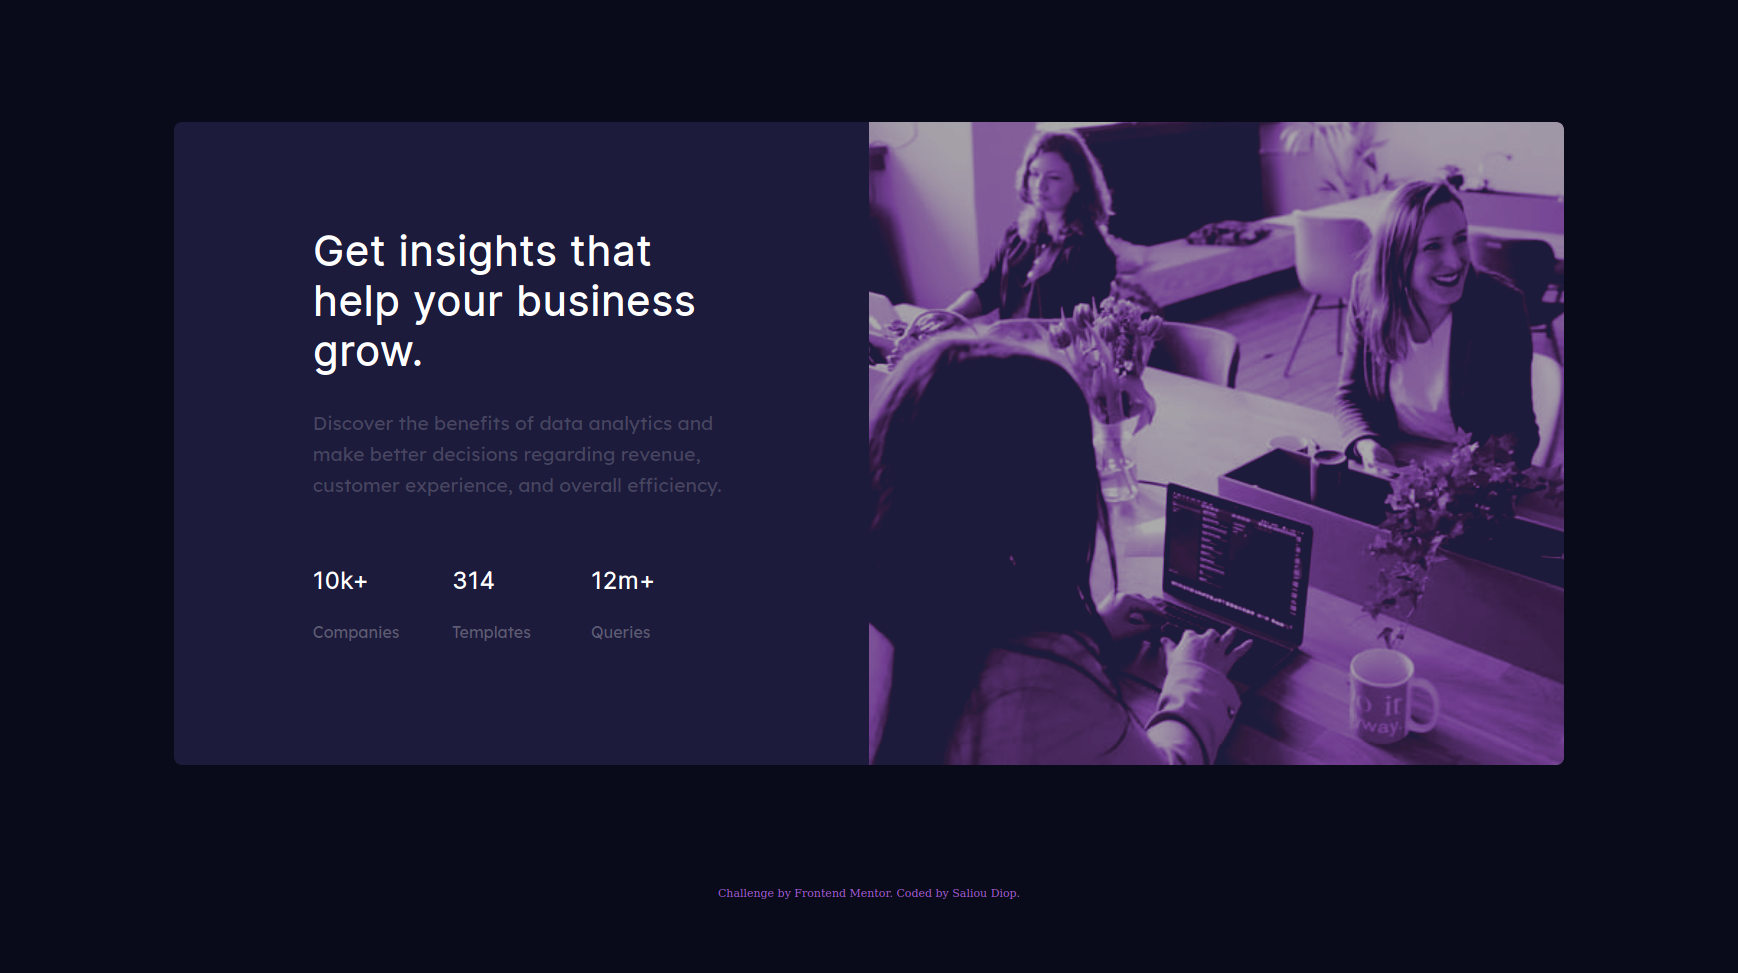 Get insights that
help your business
grow.
Discover the benefits of data analytics and
make better decisions regarding revenue,
customer experience, and overall efficiency.
10k+ 314 12m+
Companies Templates Queries
o it
yway.
Challenge by Frontend Mentor. Coded by Saliou Diop.